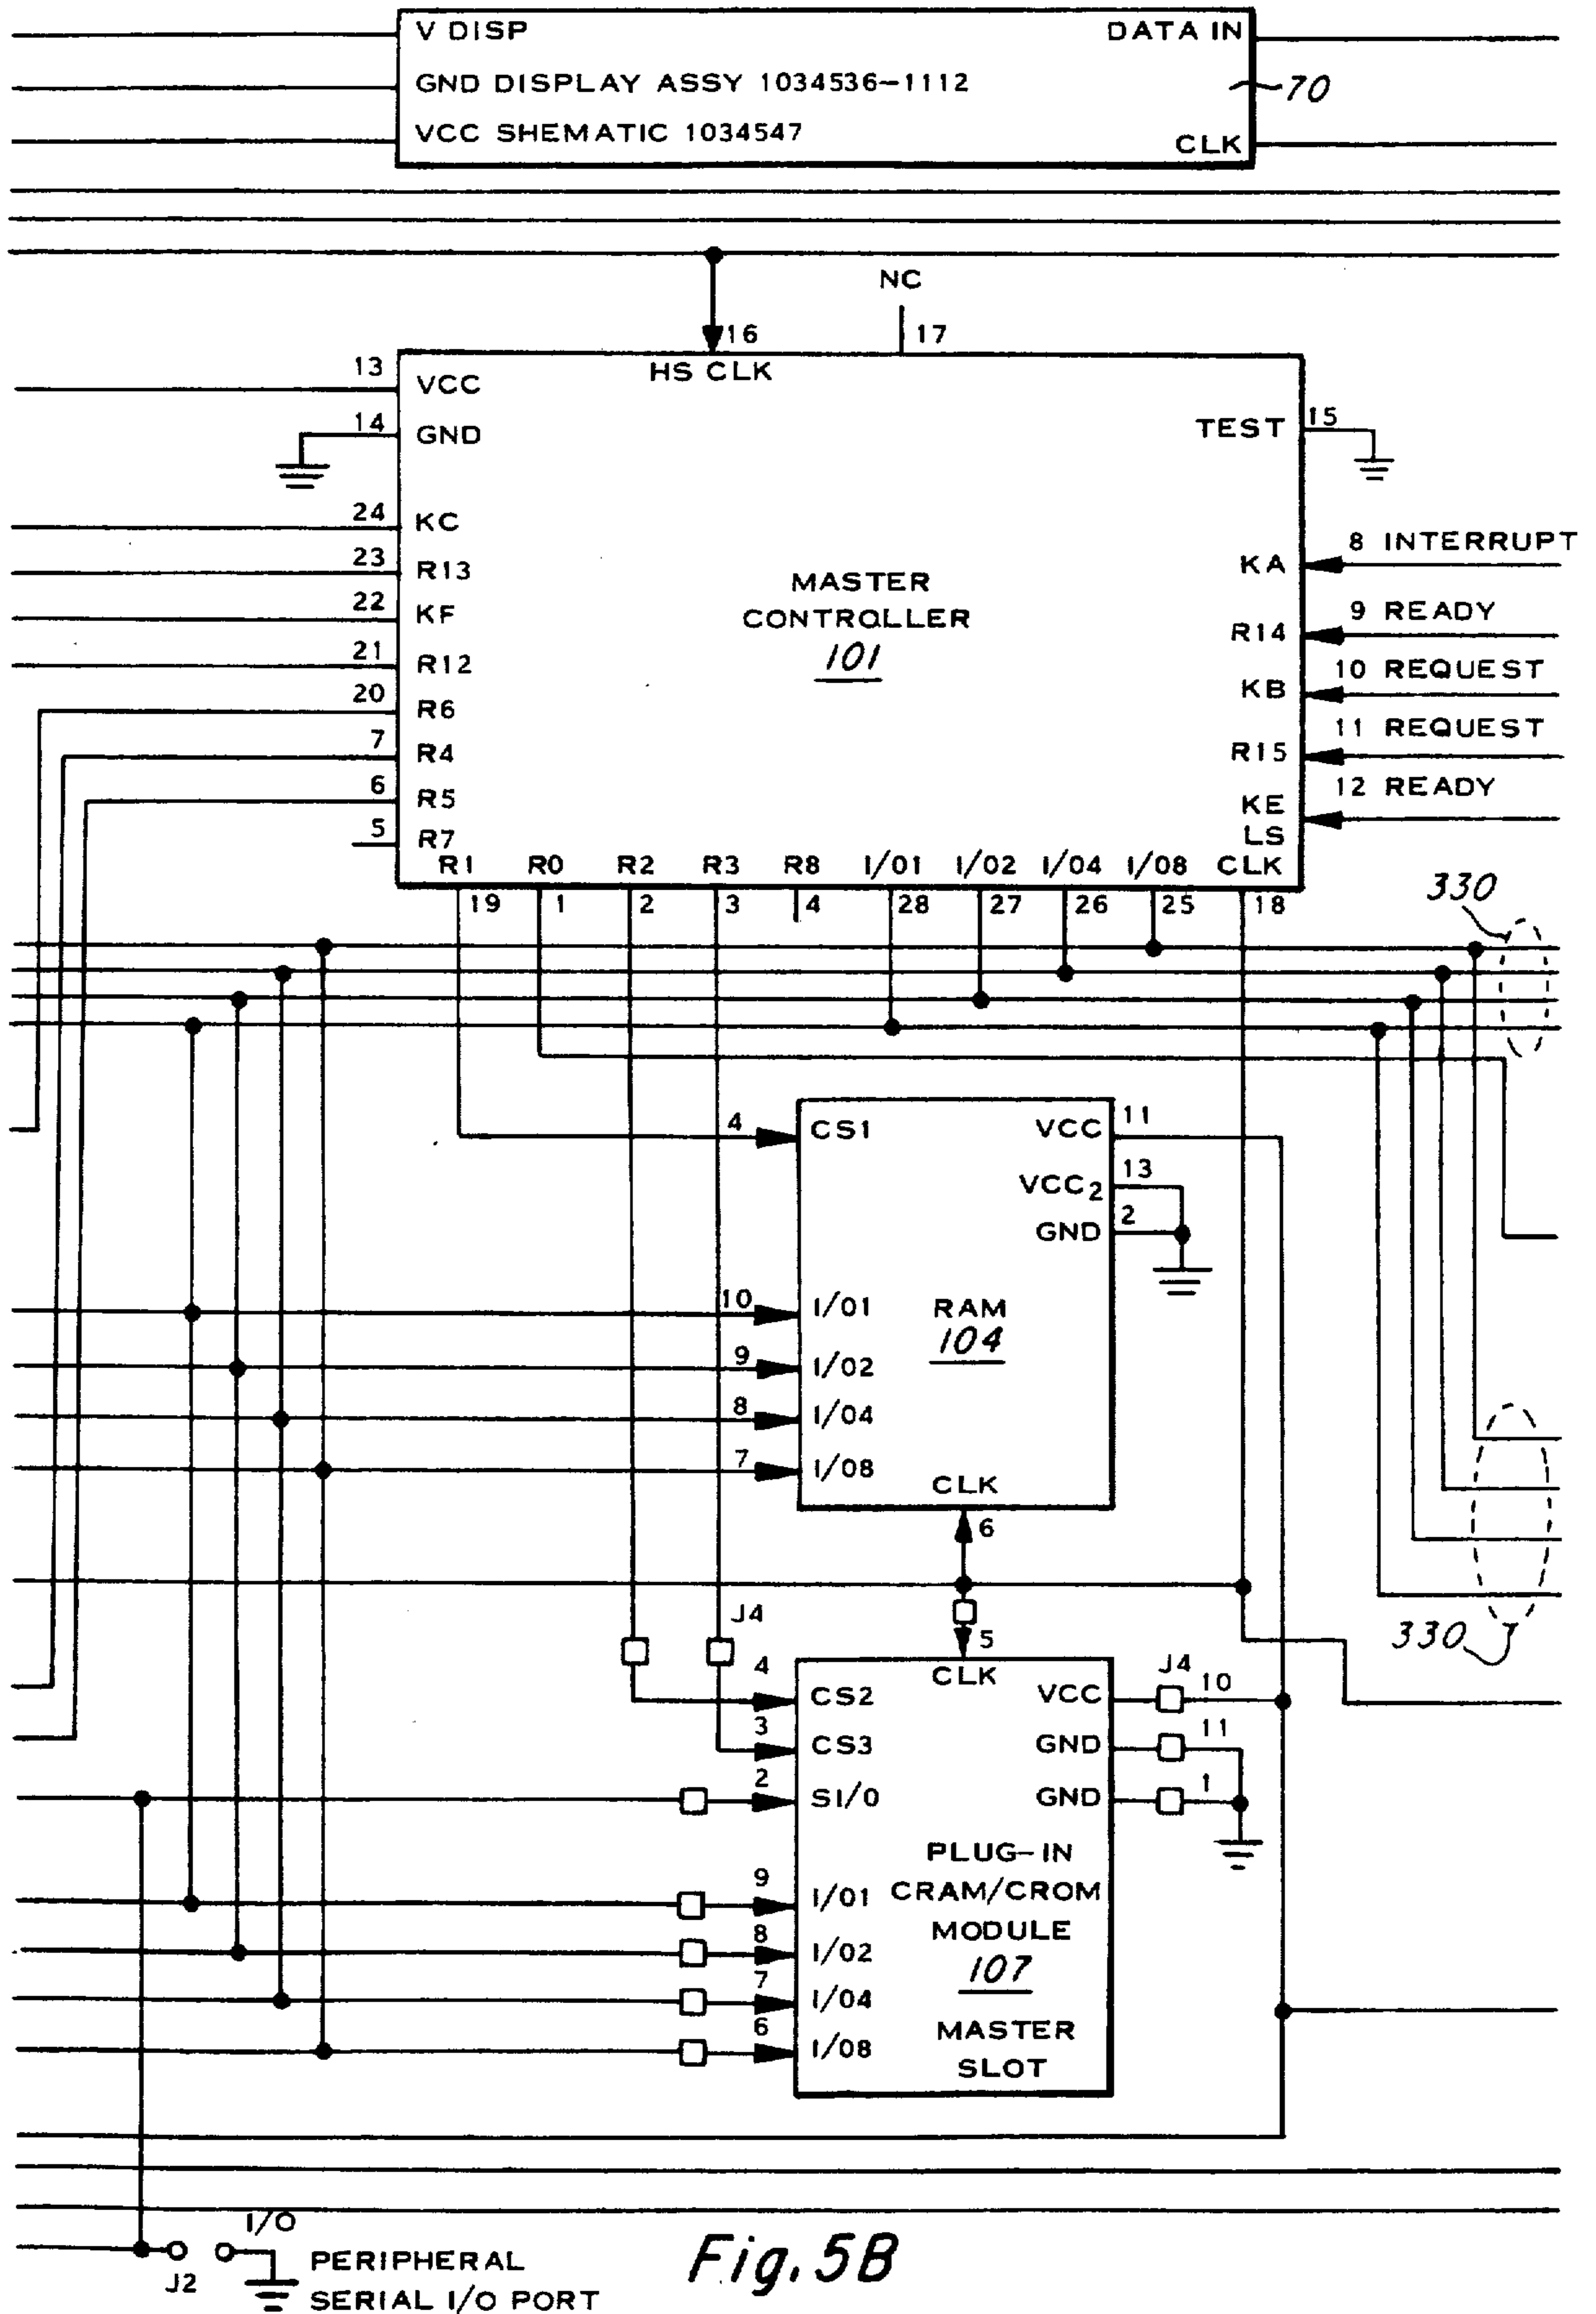 V DISP DATA IN
GND DISPLAY ASSY 1034536-1112 70
VCC SHEMATIC 1034547
CLK
NC
16 17
HS CLK
13 VCC
14 GND
TEST 15
24 KC
23 R13
22 KF
21 R12
20 R6
7 R4
6 R5
5 R7
MASTER
CONTROLLER
101
KA 8 INTERRUPT
R14 9 READY
KB 10 REQUEST
R15 11 REQUEST
KE 12 READY
LS
R1 R0 R2 R3 R8 I/01 I/02 I/04 I/08 CLK
19 1 2 3 4 28 27 26 25 18
330
4 CS1 VCC 11
VCC2 13
GND 2
10 I/01
RAM
104
9 I/02
8 I/04
7 I/08
CLK
6
J4
5
330
CLK
4 CS2 VCC J4 10
3 CS3 GND 11
2 SI/0 GND 1
PLUG-IN
CRAM/CROM
MODULE
107
MASTER
SLOT
9 I/01
8 I/02
7 I/04
6 I/08
I/O
J2
PERIPHERAL
SERIAL I/O PORT
Fig. 5B